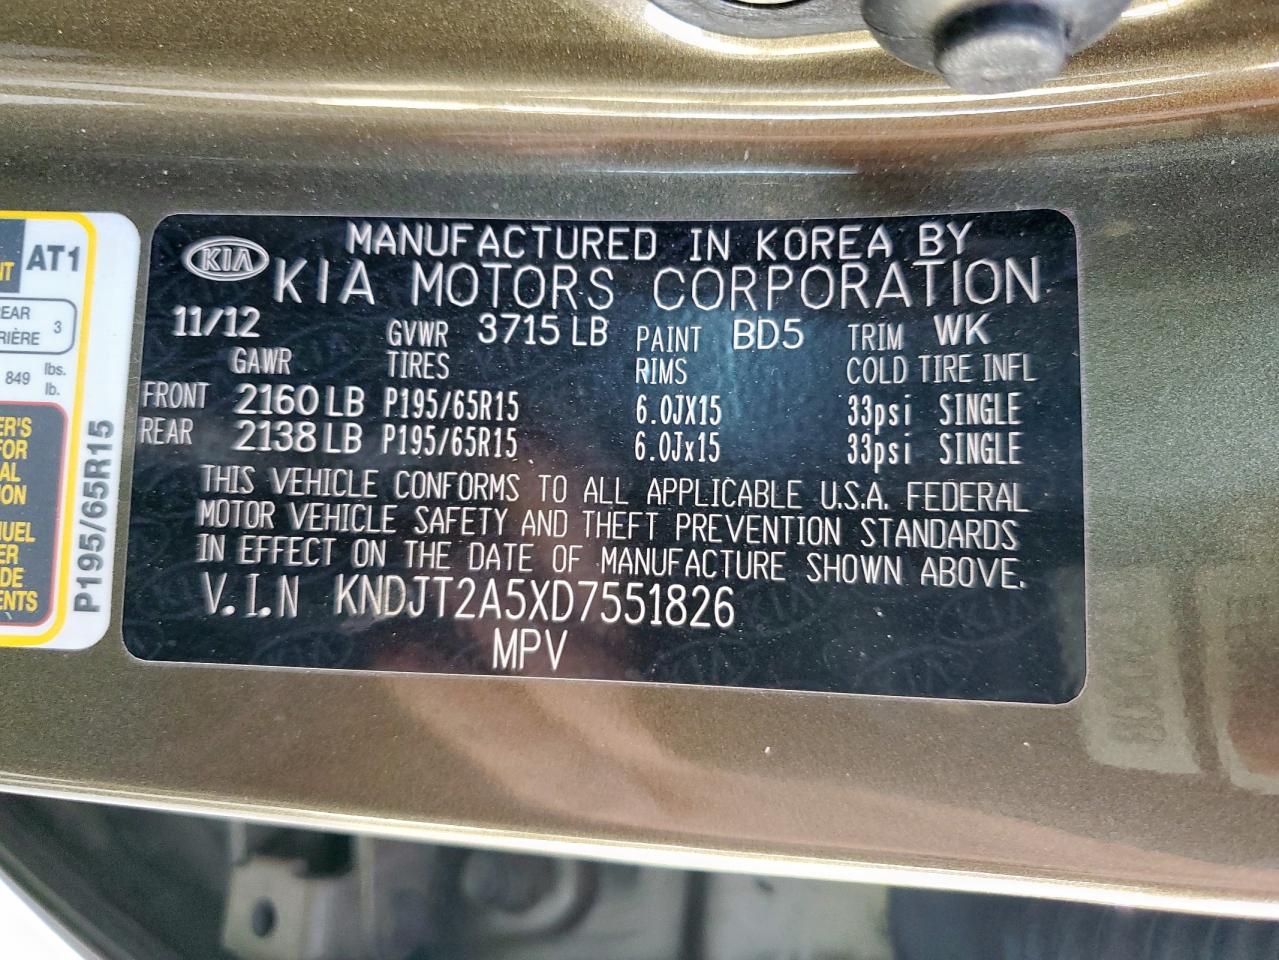 MANUFACTURED IN KOREA BY
KIA KIA MOTORS CORPORATION
11/12 GVWR 3715 LB PAINT BD5 TRIM WK
GAWR TIRES RIMS COLD TIRE INFL
FRONT 2160 LB P195/65R15 6.0JX15 33psi SINGLE
REAR 2138 LB P195/65R15 6.0Jx15 33psi SINGLE
THIS VEHICLE CONFORMS TO ALL APPLICABLE U.S.A. FEDERAL
MOTOR VEHICLE SAFETY AND THEFT PREVENTION STANDARDS
IN EFFECT ON THE DATE OF MANUFACTURE SHOWN ABOVE.
V.I.N KNDJT2A5XD7551826
MPV
AT1
REAR 3
849 lbs.
lb.
P195/65R15